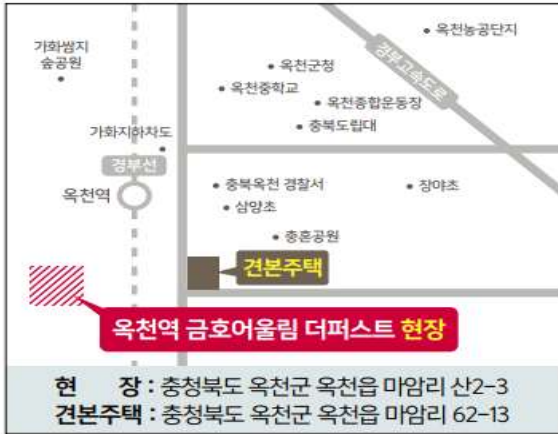 옥천농공단지
가화쌈지
숲공원
옥천군청
경부고속도로
옥천중학교
옥천종합운동장
충북도립대
가화지하차도
경부선
옥천역
충북옥천 경찰서
장야초
삼양초
충혼공원
견본주택
옥천역 금호어울림 더퍼스트 현장
현 장 : 충청북도 옥천군 옥천읍 마암리 산2-3
견본주택 : 충청북도 옥천군 옥천읍 마암리 62-13